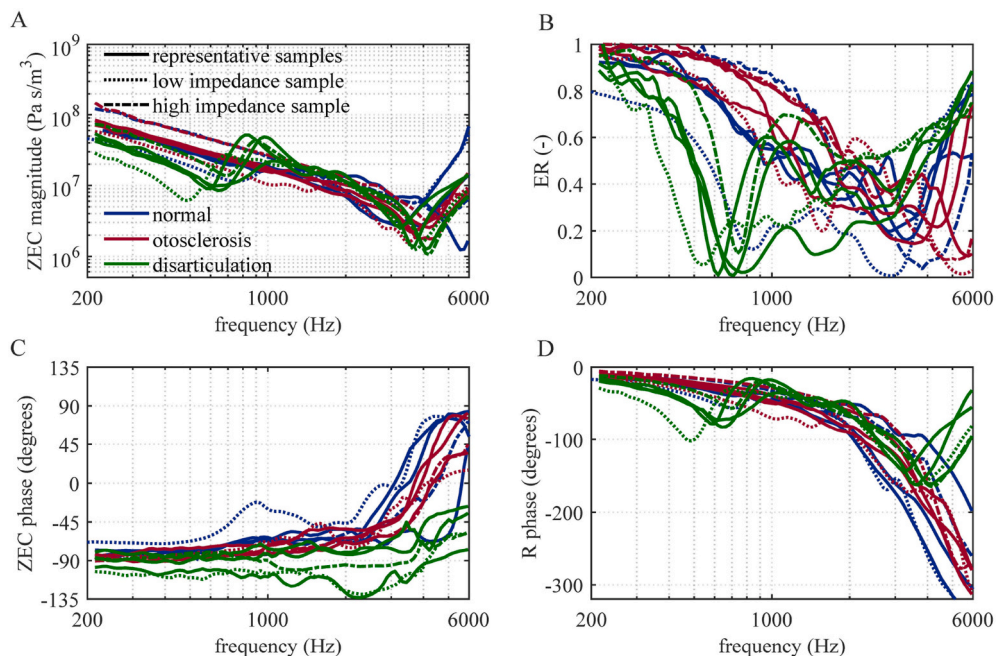 A
ZEC magnitude (Pa s/m³)
10⁹
10⁸
10⁷
10⁶
representative samples
low impedance sample
high impedance sample
normal
otosclerosis
disarticulation
200
1000
6000
frequency (Hz)
B
ER (-)
1
0.8
0.6
0.4
0.2
0
200
1000
6000
frequency (Hz)
C
ZEC phase (degrees)
135
90
45
0
-45
-90
-135
200
1000
6000
frequency (Hz)
D
R phase (degrees)
0
-100
-200
-300
200
1000
6000
frequency (Hz)